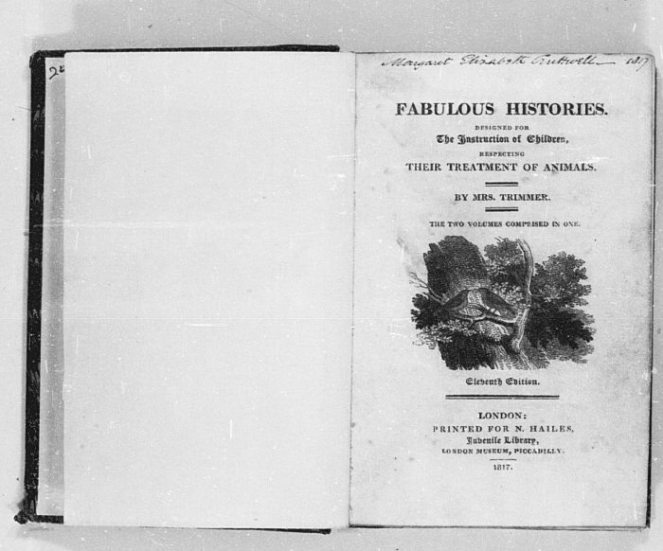 Margaret Elizabeth 1817
FABULOUS HISTORIES.
DESIGNED FOR
The Instruction of Children,
RESPECTING
THEIR TREATMENT OF ANIMALS.
BY MRS. TRIMMER.
THE TWO VOLUMES COMPRISED IN ONE.
Eleventh Edition.
LONDON:
PRINTED FOR N. HAILES,
Juvenile Library,
LONDON MUSEUM, PICCADILLY.
1817.